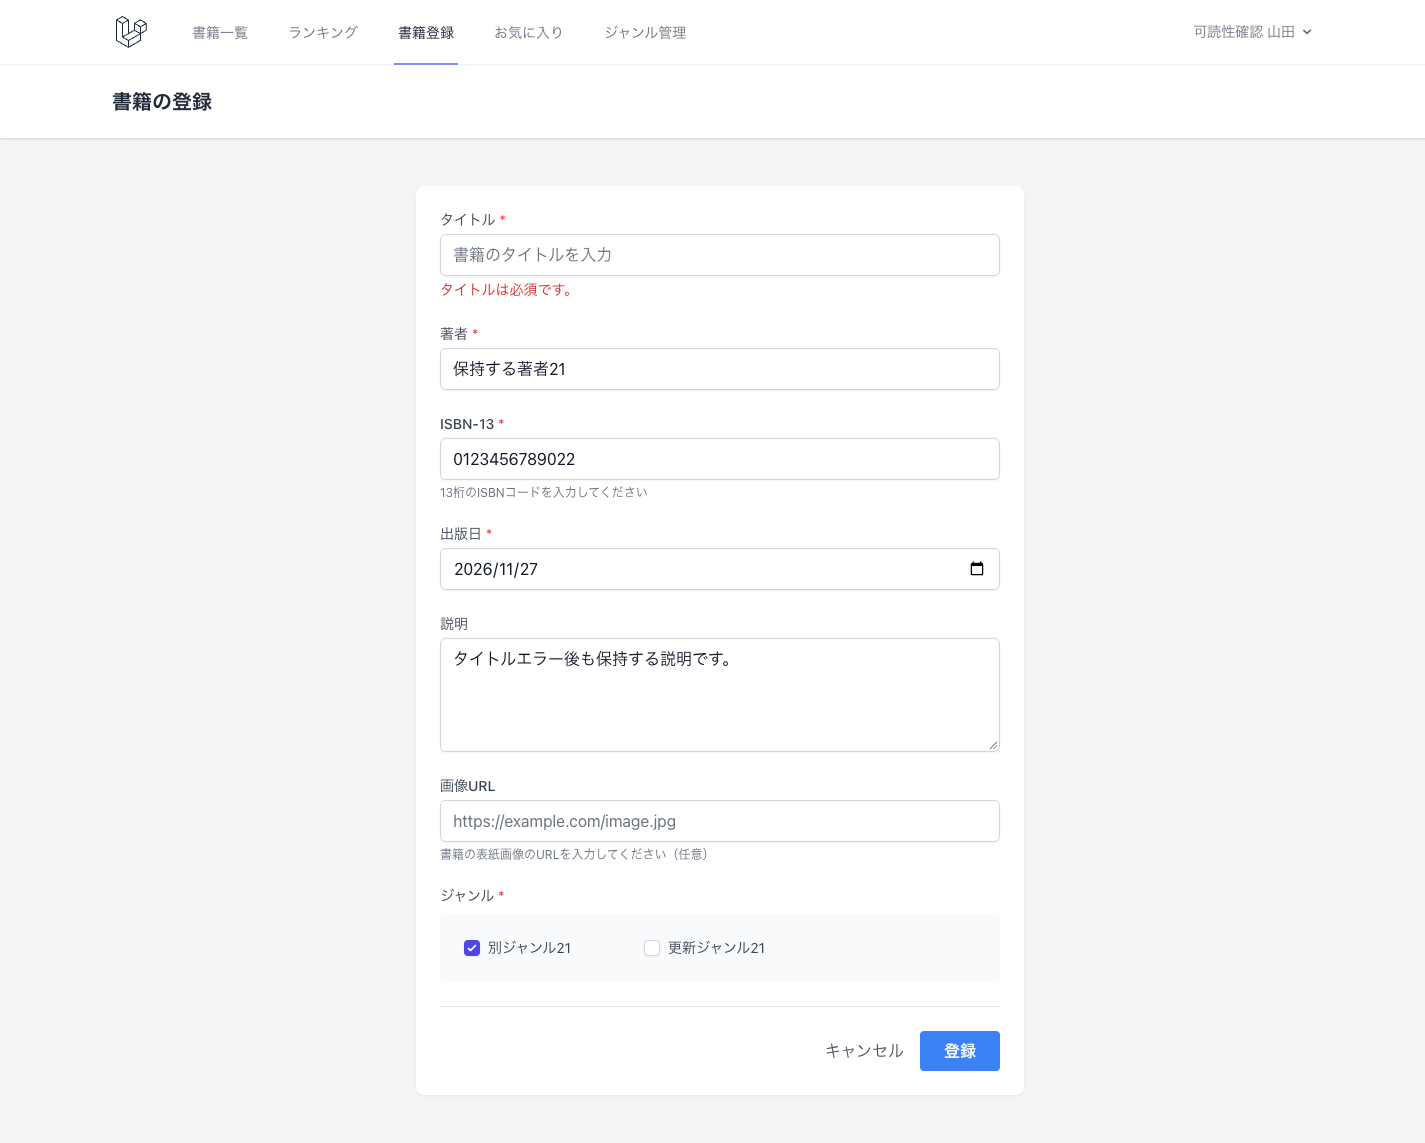 書籍一覧 ランキング 書籍登録 お気に入り ジャンル管理 可読性確認 山田
書籍の登録
タイトル *
書籍のタイトルを入力
タイトルは必須です。
著者 *
保持する著者21
ISBN-13 *
0123456789022
13桁のISBNコードを入力してください
出版日 *
2026/11/27
説明
タイトルエラー後も保持する説明です。
画像URL
https://example.com/image.jpg
書籍の表紙画像のURLを入力してください（任意）
ジャンル *
別ジャンル21 更新ジャンル21
キャンセル 登録